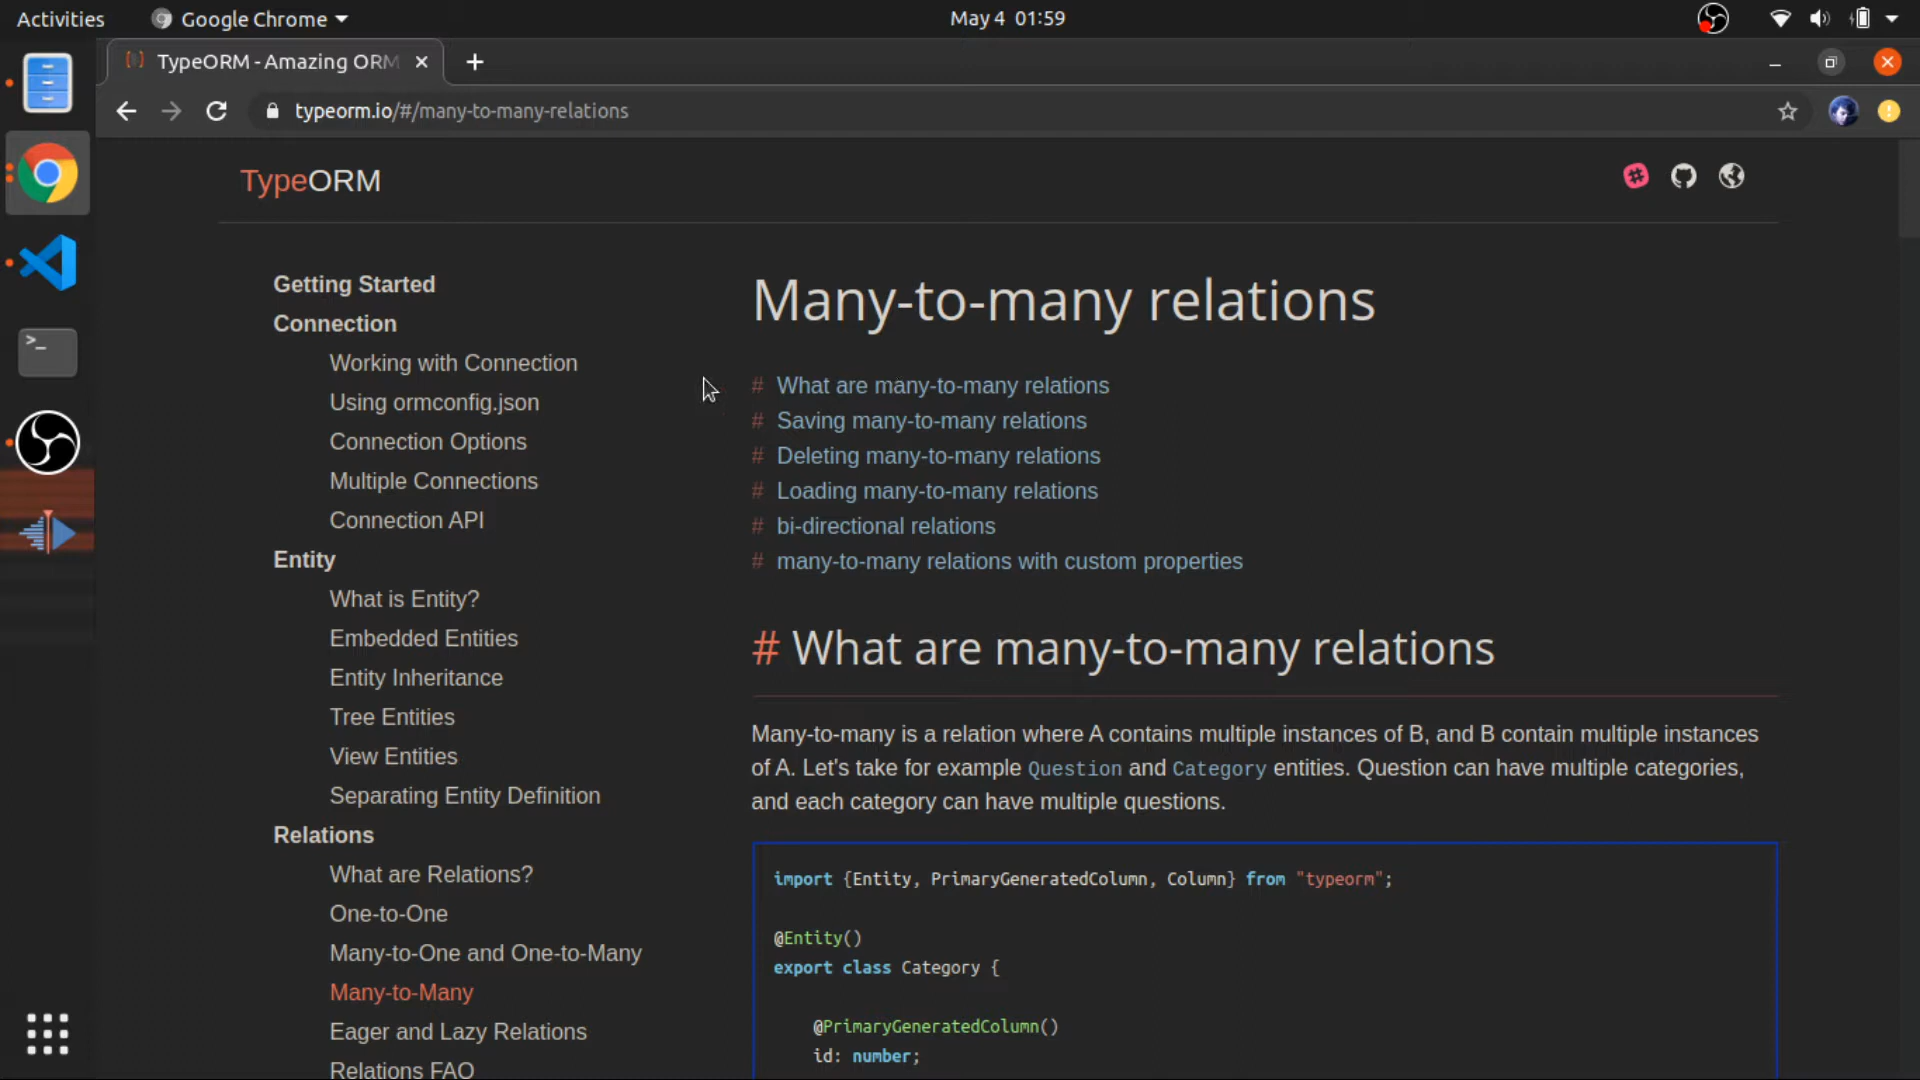 Activities
Google Chrome
May 4 01:59
TypeORM - Amazing ORM
typeorm.io/#/many-to-many-relations
TypeORM
Getting Started
Connection
Working with Connection
Using ormconfig.json
Connection Options
Multiple Connections
Connection API
Entity
What is Entity?
Embedded Entities
Entity Inheritance
Tree Entities
View Entities
Separating Entity Definition
Relations
What are Relations?
One-to-One
Many-to-One and One-to-Many
Many-to-Many
Eager and Lazy Relations
Relations FAQ
Many-to-many relations
# What are many-to-many relations
# Saving many-to-many relations
# Deleting many-to-many relations
# Loading many-to-many relations
# bi-directional relations
# many-to-many relations with custom properties
# What are many-to-many relations
Many-to-many is a relation where A contains multiple instances of B, and B contain multiple instances
of A. Let's take for example Question and Category entities. Question can have multiple categories,
and each category can have multiple questions.
import {Entity, PrimaryGeneratedColumn, Column} from "typeorm";
@Entity()
export class Category {
@PrimaryGeneratedColumn()
id: number;